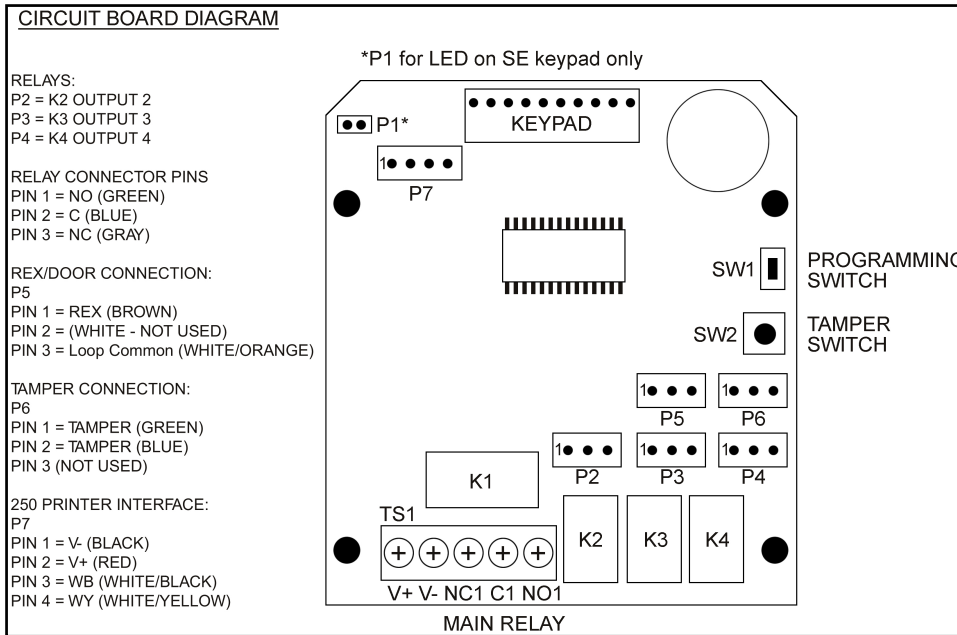 CIRCUIT BOARD DIAGRAM
*P1 for LED on SE keypad only
RELAYS:
P2 = K2 OUTPUT 2
P3 = K3 OUTPUT 3
P4 = K4 OUTPUT 4
RELAY CONNECTOR PINS
PIN 1 = NO (GREEN)
PIN 2 = C (BLUE)
PIN 3 = NC (GRAY)
REX/DOOR CONNECTION:
P5
PIN 1 = REX (BROWN)
PIN 2 = (WHITE - NOT USED)
PIN 3 = Loop Common (WHITE/ORANGE)
TAMPER CONNECTION:
P6
PIN 1 = TAMPER (GREEN)
PIN 2 = TAMPER (BLUE)
PIN 3 (NOT USED)
250 PRINTER INTERFACE:
P7
PIN 1 = V- (BLACK)
PIN 2 = V+ (RED)
PIN 3 = WB (WHITE/BLACK)
PIN 4 = WY (WHITE/YELLOW)
P1*
KEYPAD
1
P7
SW1
PROGRAMMING
SWITCH
SW2
TAMPER
SWITCH
1
P5
1
P6
1
P2
1
P3
1
P4
K1
K2
K3
K4
TS1
V+ V- NC1 C1 NO1
MAIN RELAY